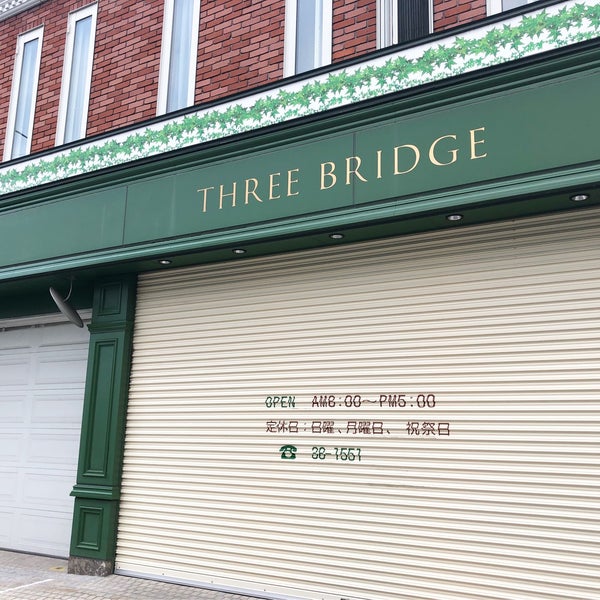 THREE BRIDGE
OPEN AM8:00〜PM5:00
定休日:日曜、月曜日、祝祭日
☎ 36-1551